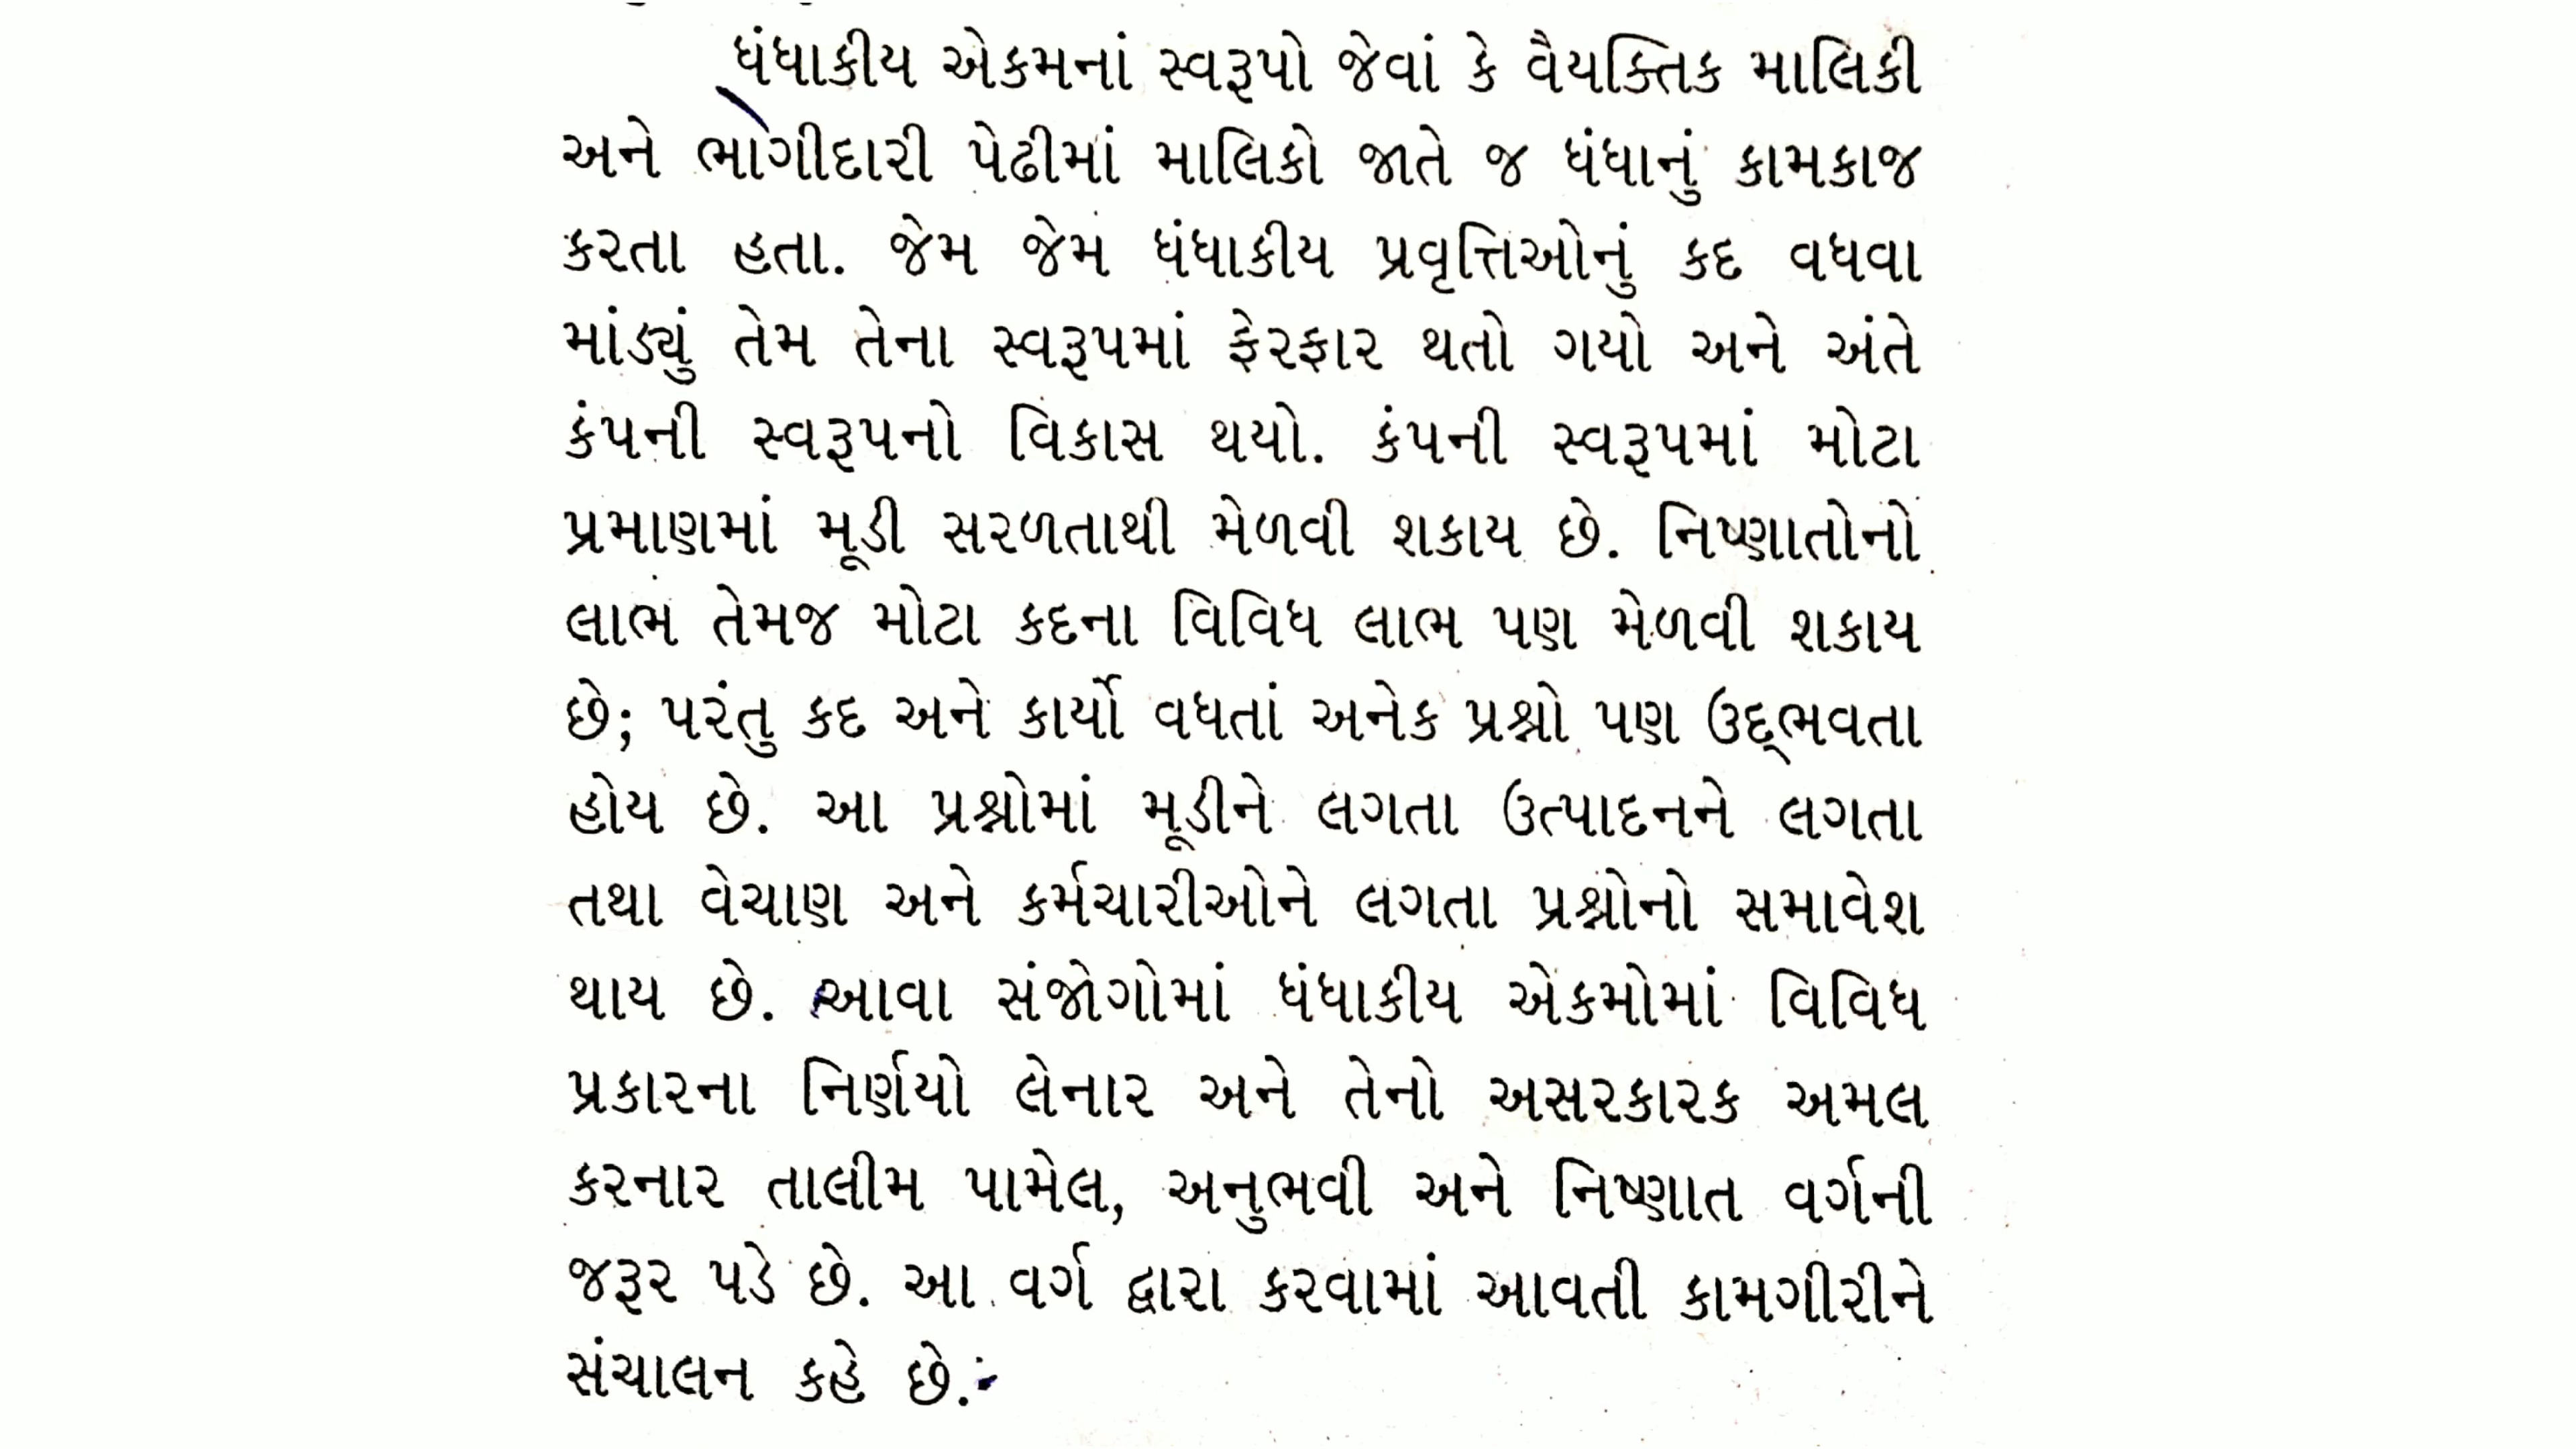 ધંધાકીય એકમનાં સ્વરૂપો જેવાં કે વૈયક્તિક માલિકી
અને ભાગીદારી પેઢીમાં માલિકો જાતે જ ધંધાનું કામકાજ
કરતા હતા. જેમ જેમ ધંધાકીય પ્રવૃત્તિઓનું કદ વધવા
માંડ્યું તેમ તેના સ્વરૂપમાં ફેરફાર થતો ગયો અને અંતે
કંપની સ્વરૂપનો વિકાસ થયો. કંપની સ્વરૂપમાં મોટા
પ્રમાણમાં મૂડી સરળતાથી મેળવી શકાય છે. નિષ્ણાતોનો
લાભ તેમજ મોટા કદના વિવિધ લાભ પણ મેળવી શકાય
છે; પરંતુ કદ અને કાર્યો વધતાં અનેક પ્રશ્નો પણ ઉદ્‌ભવતા
હોય છે. આ પ્રશ્નોમાં મૂડીને લગતા ઉત્પાદનને લગતા
તથા વેચાણ અને કર્મચારીઓને લગતા પ્રશ્નોનો સમાવેશ
થાય છે. આવા સંજોગોમાં ધંધાકીય એકમોમાં વિવિધ
પ્રકારના નિર્ણયો લેનાર અને તેનો અસરકારક અમલ
કરનાર તાલીમ પામેલ, અનુભવી અને નિષ્ણાત વર્ગની
જરૂર પડે છે. આ વર્ગ દ્વારા કરવામાં આવતી કામગીરીને
સંચાલન કહે છે.